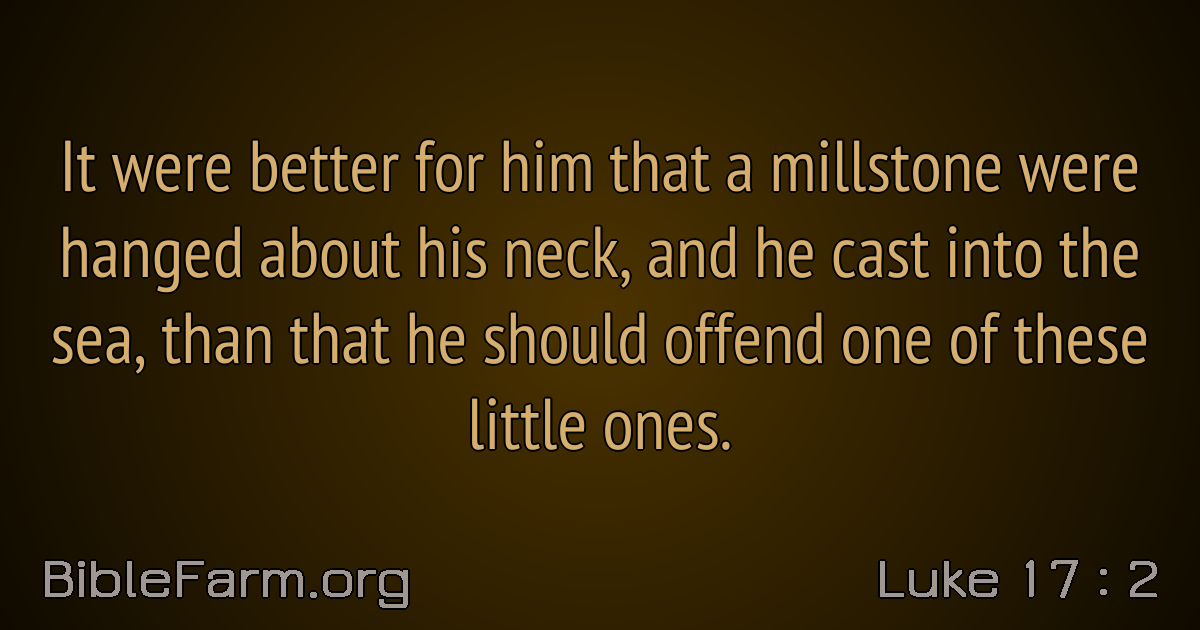 It were better for him that a millstone were
hanged about his neck, and he cast into the
sea, than that he should offend one of these
little ones.
BibleFarm.org
Luke 17 : 2